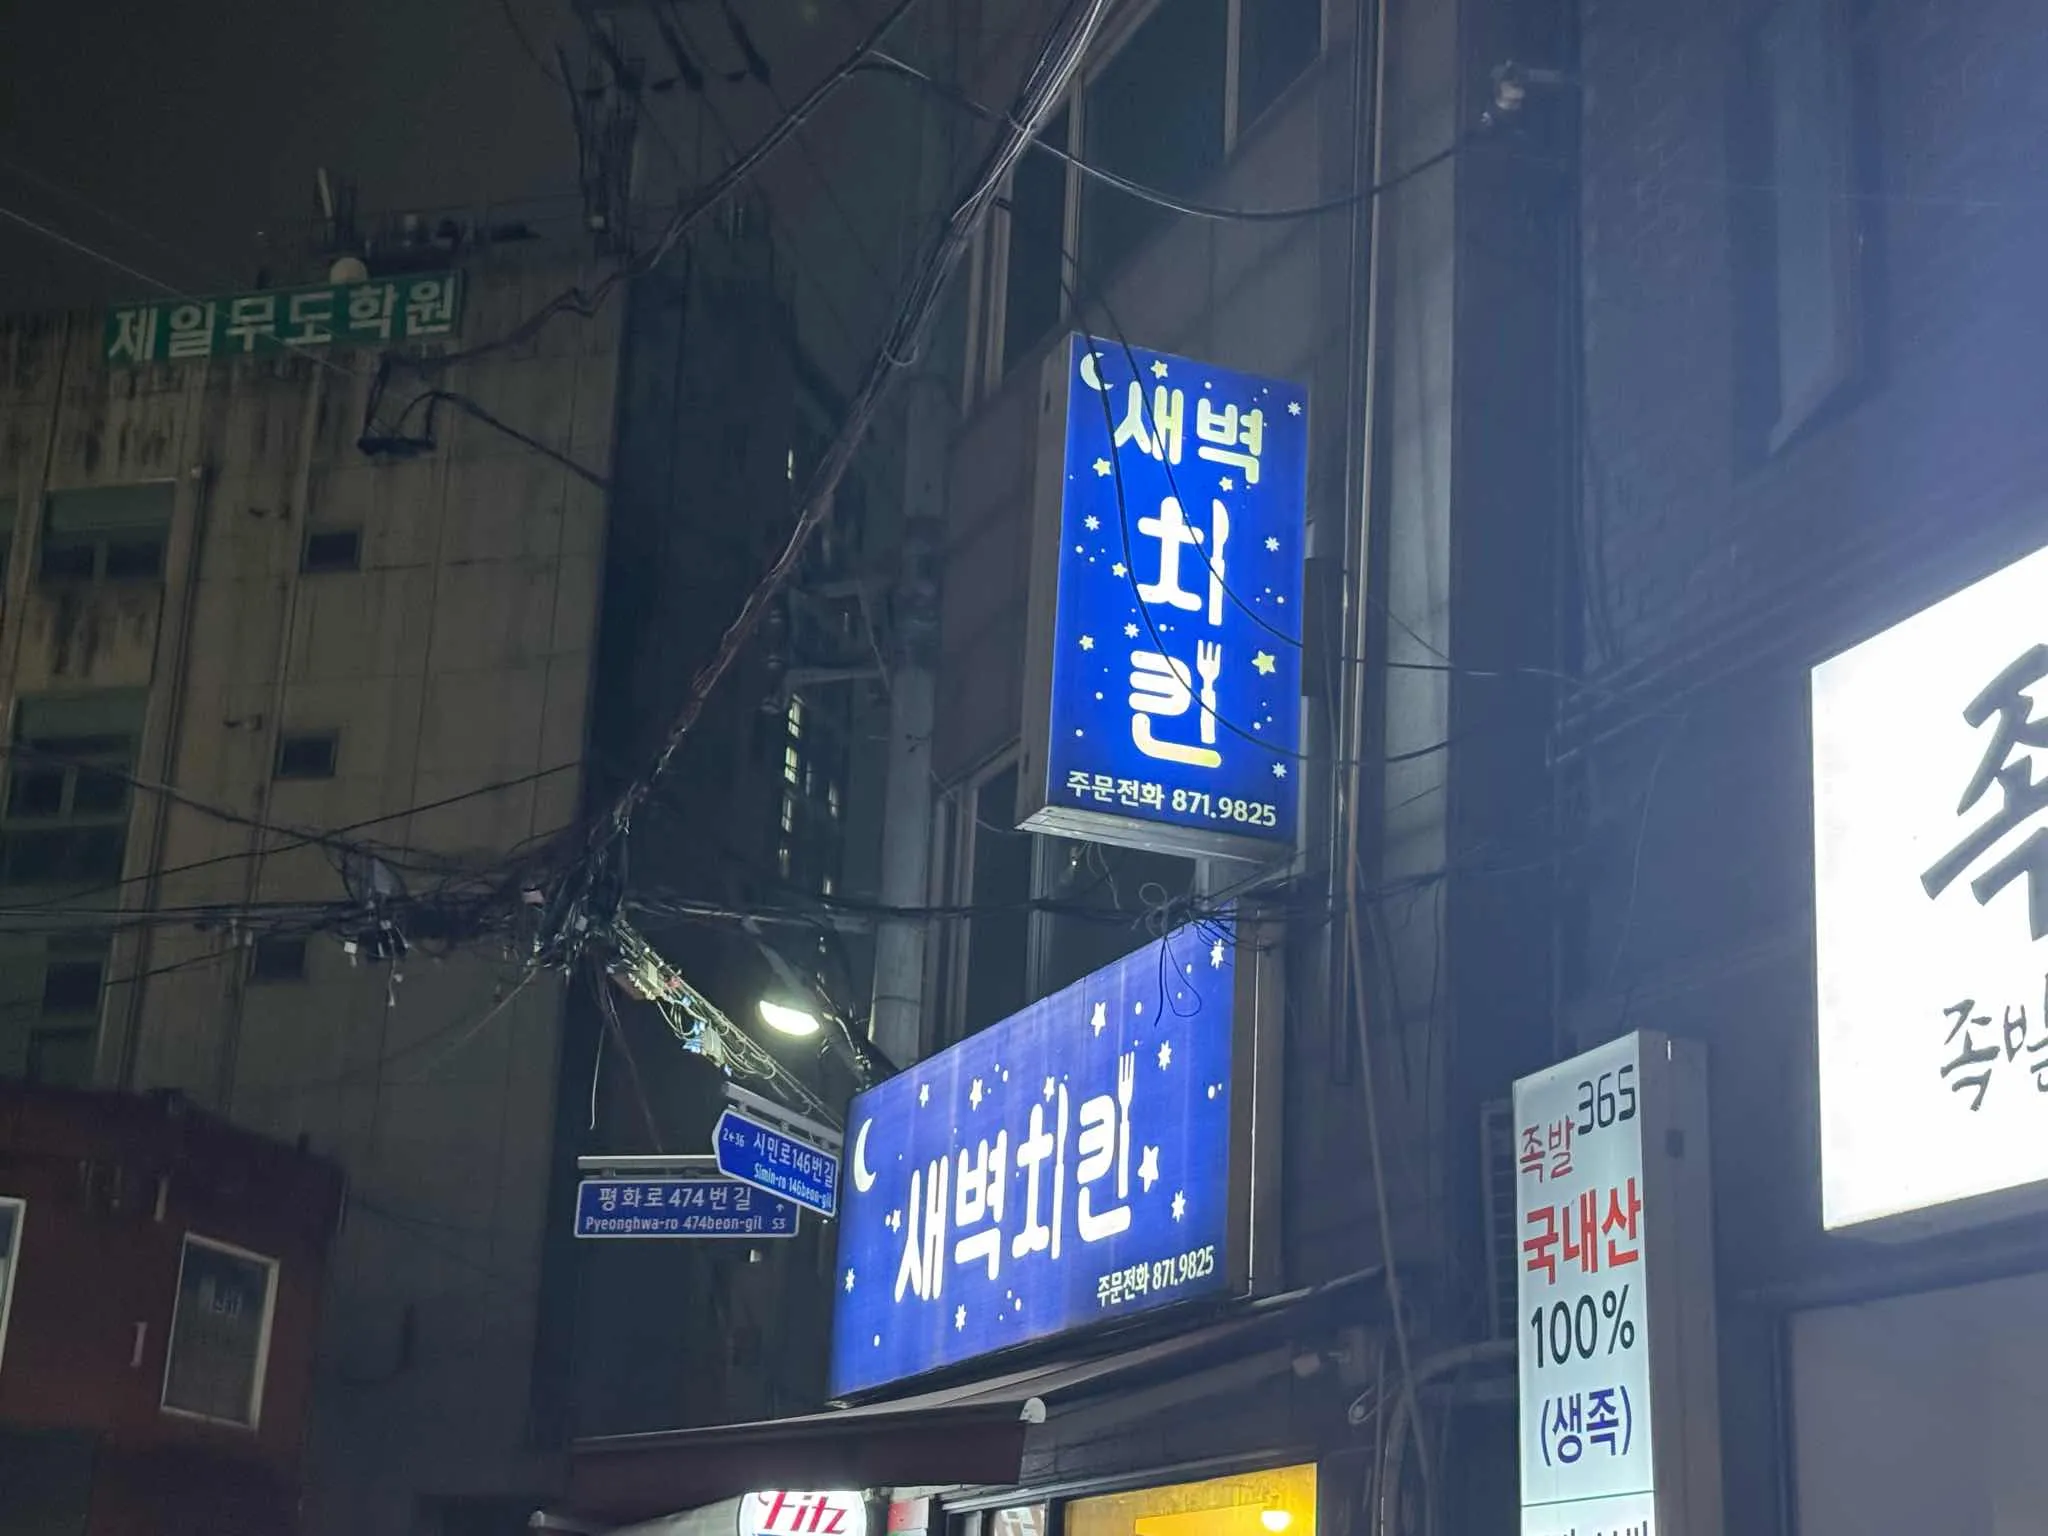 제일무도학원
새벽
치킨
주문전화 871.9825
새벽치킨
주문전화 871.9825
2↔36 시민로146번길
Simin-ro 146beon-gil
평화로474번길
Pyeonghwa-ro 474beon-gil 53
족발
족발365
국내산
100%
(생족)
Fitz